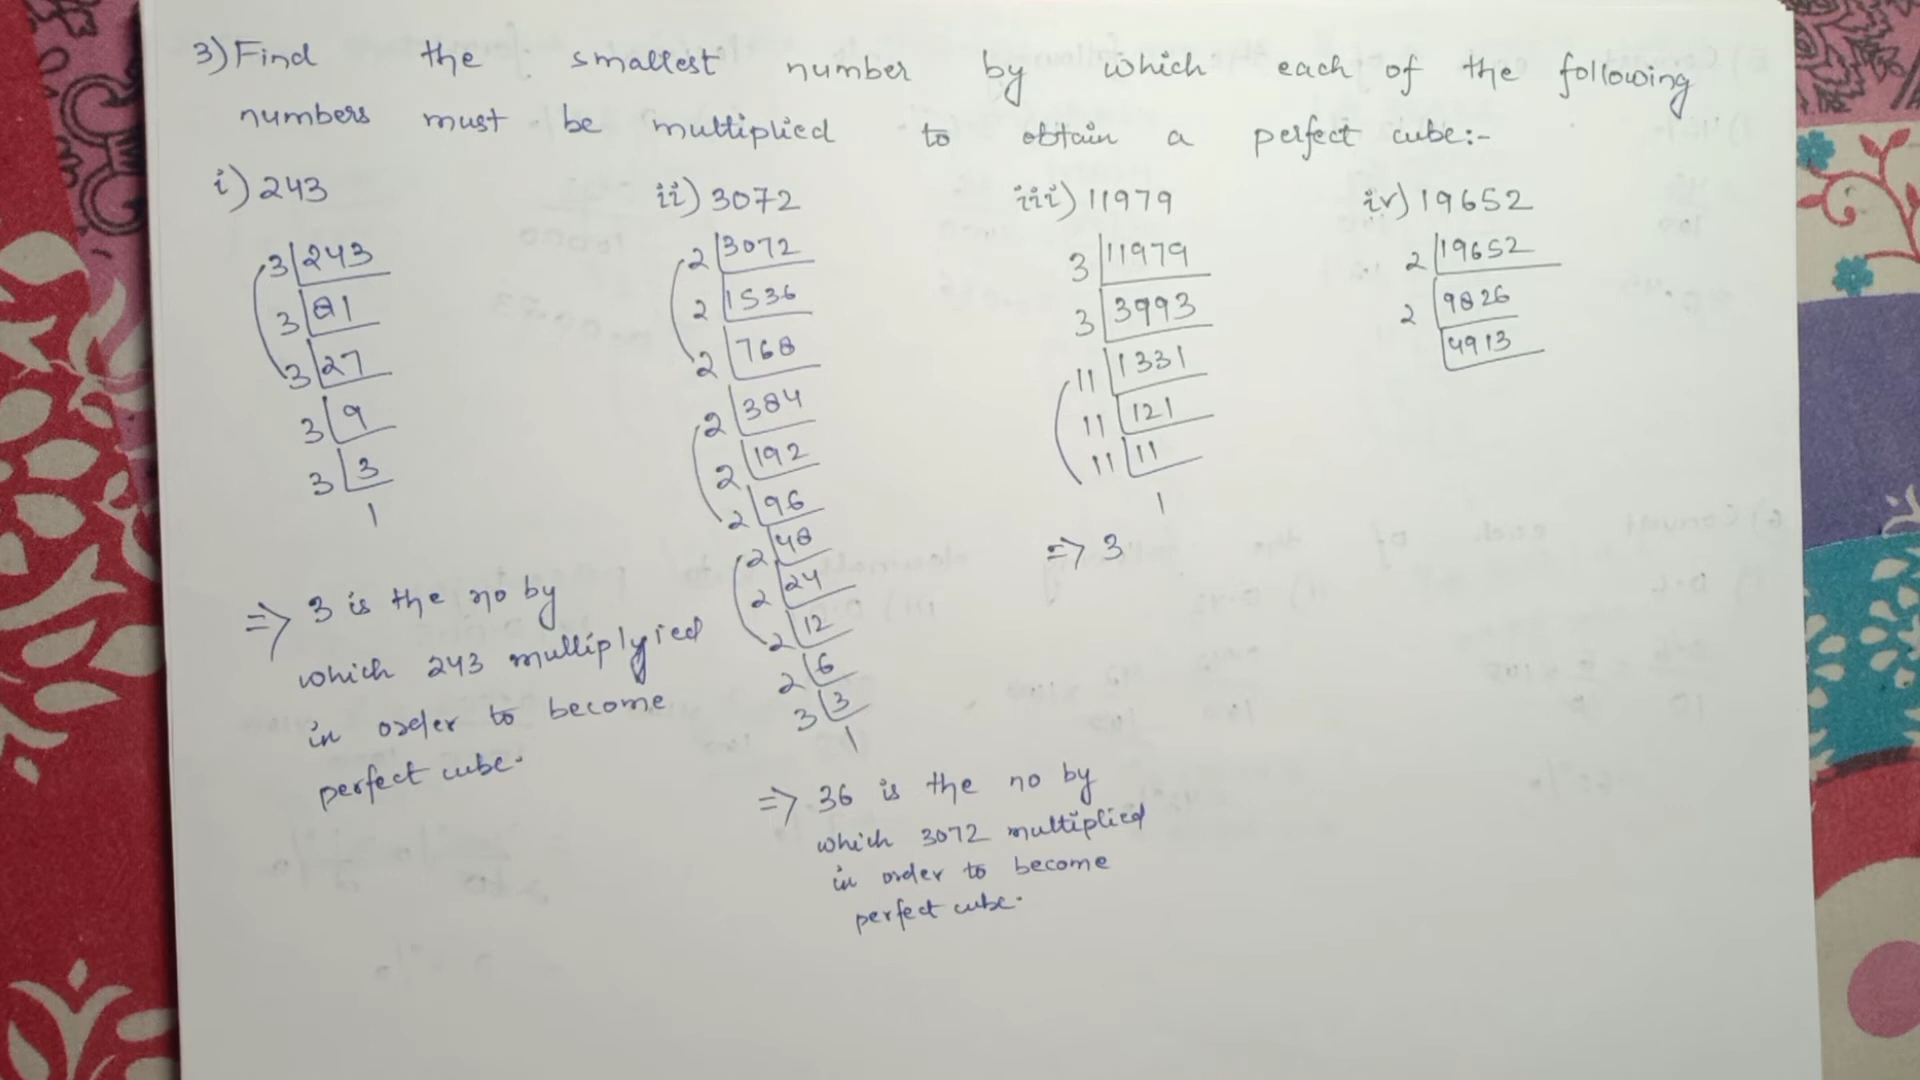 3) Find the smallest number by which each of the following
numbers must be multiplied to obtain a perfect cube:-
i) 243
3 243
3 81
3 27
3 9
3 3
1
=> 3 is the no by
which 243 multiplyied
in order to become
perfect cube.
ii) 3072
2 3072
2 1536
2 768
2 384
2 192
2 96
2 48
2 24
2 12
2 6
3 3
1
=> 36 is the no by
which 3072 multiplied
in order to become
perfect cube.
iii) 11979
3 11979
3 3993
11 1331
11 121
11 11
1
=> 3
iv) 19652
2 19652
2 9826
4913